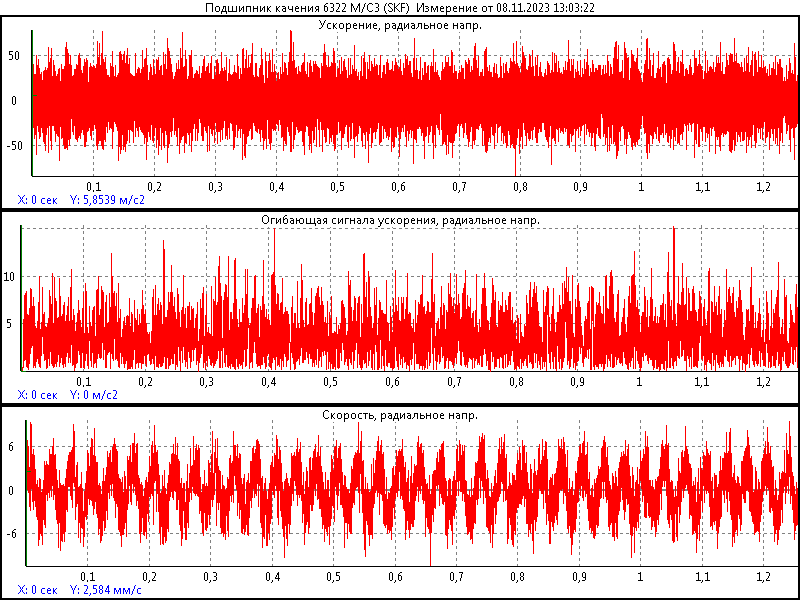 Подшипник качения 6322 M/C3 (SKF) Измерение от 08.11.2023 13:03:22
Ускорение, радиальное напр.
50
0
-50
0,1 0,2 0,3 0,4 0,5 0,6 0,7 0,8 0,9 1 1,1 1,2
X: 0 сек Y: 5,8539 м/с2
Огибающая сигнала ускорения, радиальное напр.
10
5
0,1 0,2 0,3 0,4 0,5 0,6 0,7 0,8 0,9 1 1,1 1,2
X: 0 сек Y: 0 м/с2
Скорость, радиальное напр.
6
0
-6
0,1 0,2 0,3 0,4 0,5 0,6 0,7 0,8 0,9 1 1,1 1,2
X: 0 сек Y: 2,584 мм/с